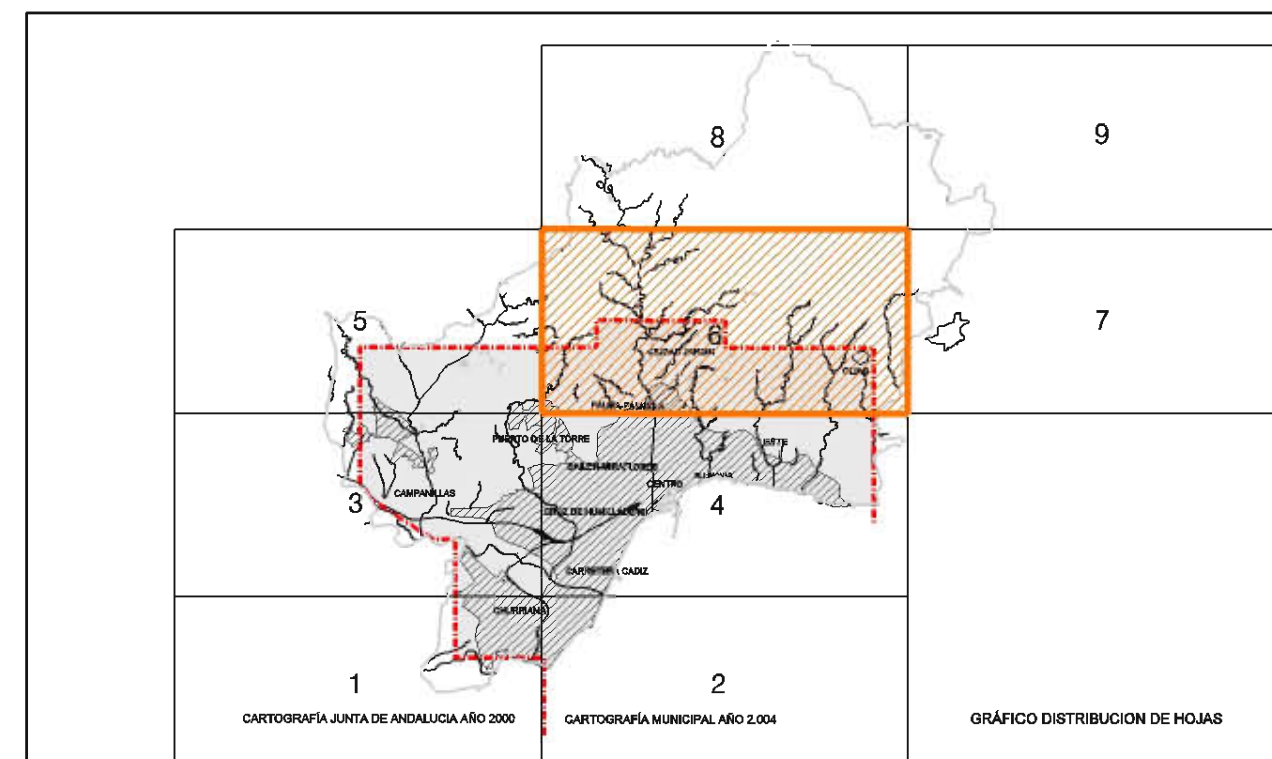 8
9
5
6
7
CIUDAD JARDIN
OLIAS
PALMA-PALMILLA
PUERTO DE LA TORRE
ESTE
BAILEN-MIRAFLORES
CENTRO
CAMPANILLAS
3
4
CRUZ DE HUMILLADERO
CARRETERA CADIZ
CHURRIANA
1
2
CARTOGRAFÍA JUNTA DE ANDALUCIA AÑO 2000
CARTOGRAFÍA MUNICIPAL AÑO 2.004
GRÁFICO DISTRIBUCION DE HOJAS